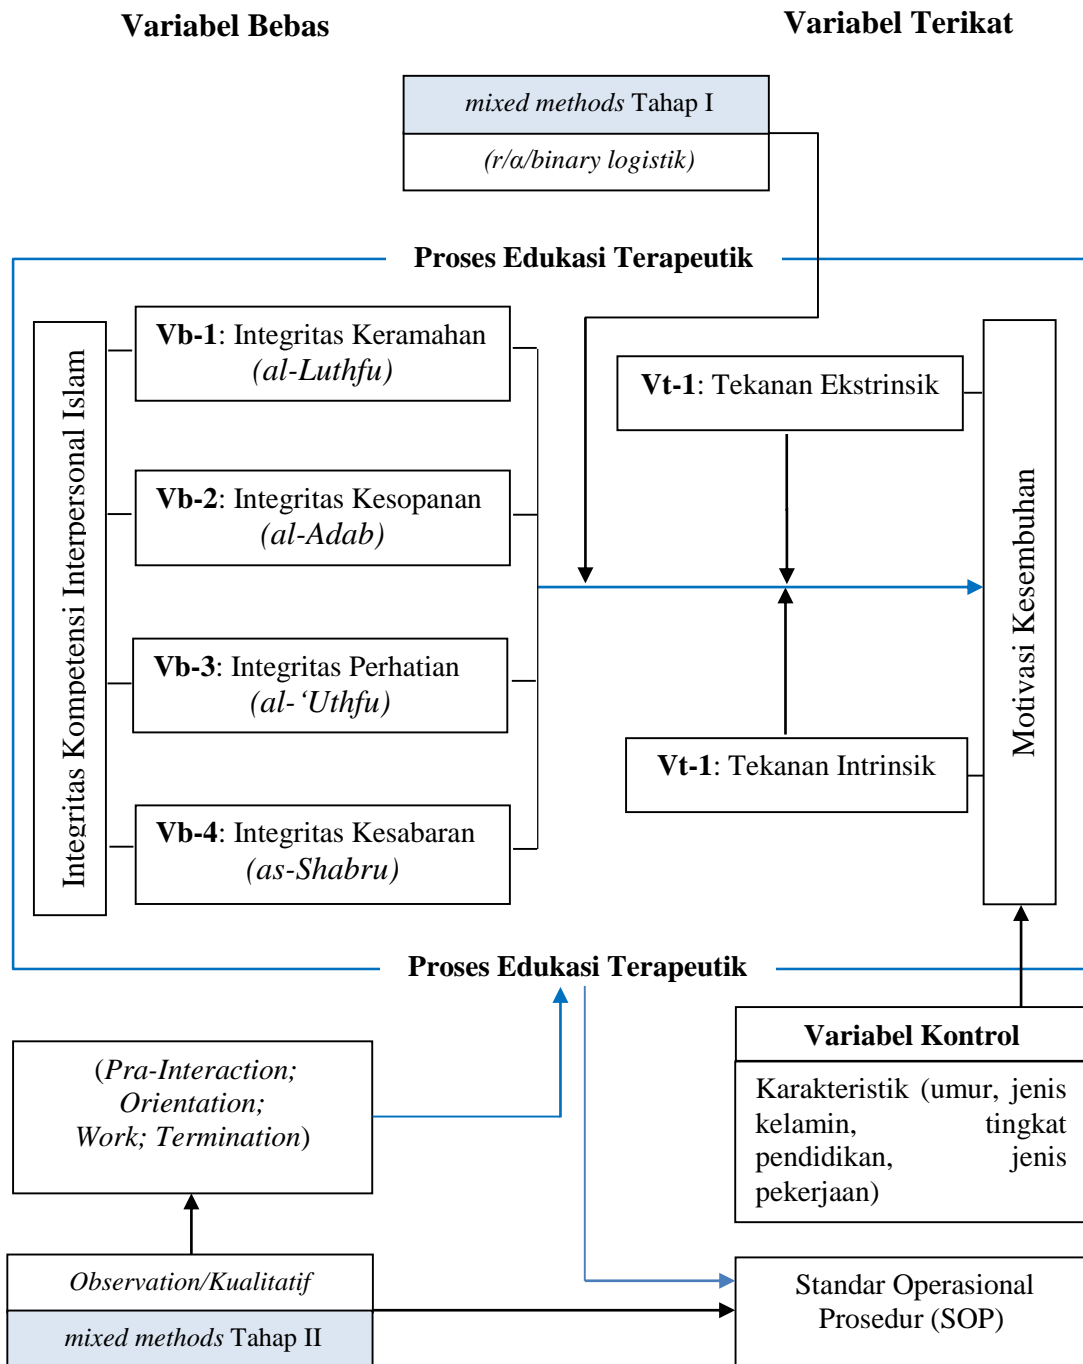 Variabel Bebas
Variabel Terikat
mixed methods Tahap I
(r/α/binary logistik)
Proses Edukasi Terapeutik
Integritas Kompetensi Interpersonal Islam
Vb-1: Integritas Keramahan
(al-Luthfu)
Vb-2: Integritas Kesopanan
(al-Adab)
Vb-3: Integritas Perhatian
(al-‘Uthfu)
Vb-4: Integritas Kesabaran
(as-Shabru)
Vt-1: Tekanan Ekstrinsik
Vt-1: Tekanan Intrinsik
Motivasi Kesembuhan
Proses Edukasi Terapeutik
(Pra-Interaction;
Orientation;
Work; Termination)
Variabel Kontrol
Karakteristik (umur, jenis
kelamin, tingkat
pendidikan, jenis
pekerjaan)
Observation/Kualitatif
mixed methods Tahap II
Standar Operasional
Prosedur (SOP)